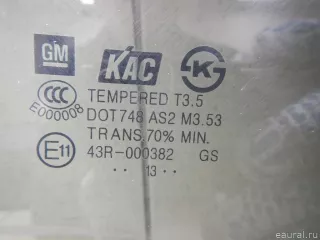 GM KAC K
CCC TEMPERED T3.5
E000008 DOT748 AS2 M3.53
TRANS.70% MIN.
E11 43R-000382 GS
·· 13 ··
eaural.ru